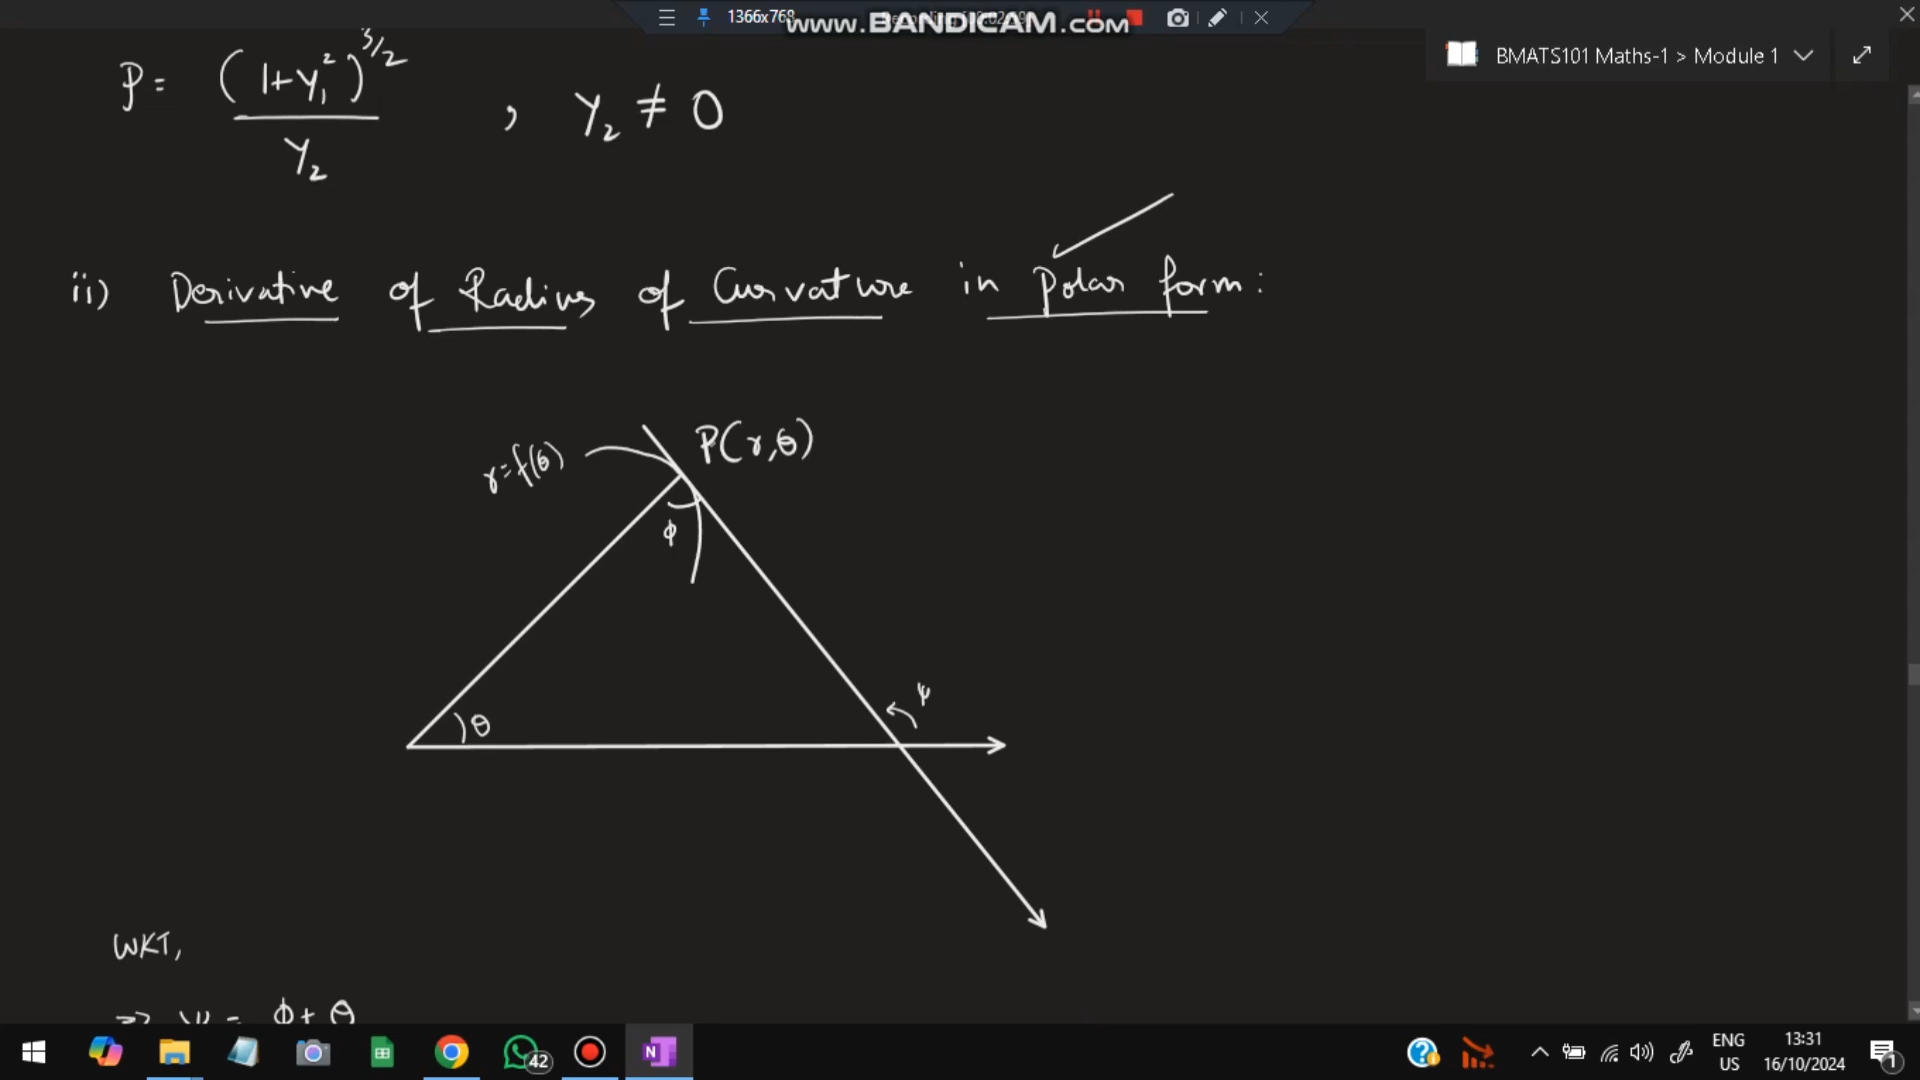 1366x768
www.BANDICAM.com
BMATS101 Maths-1 > Module 1
ρ = (1+y₁²)^3/2 / y₂ , y₂ ≠ 0
ii) Derivative of Radius of Curvature in Polar form:
r=f(θ) P(r,θ)
ϕ
ψ
θ
WKT,
⇒ ψ = ϕ+ θ
42
N
ENG
US
13:31
16/10/2024
1